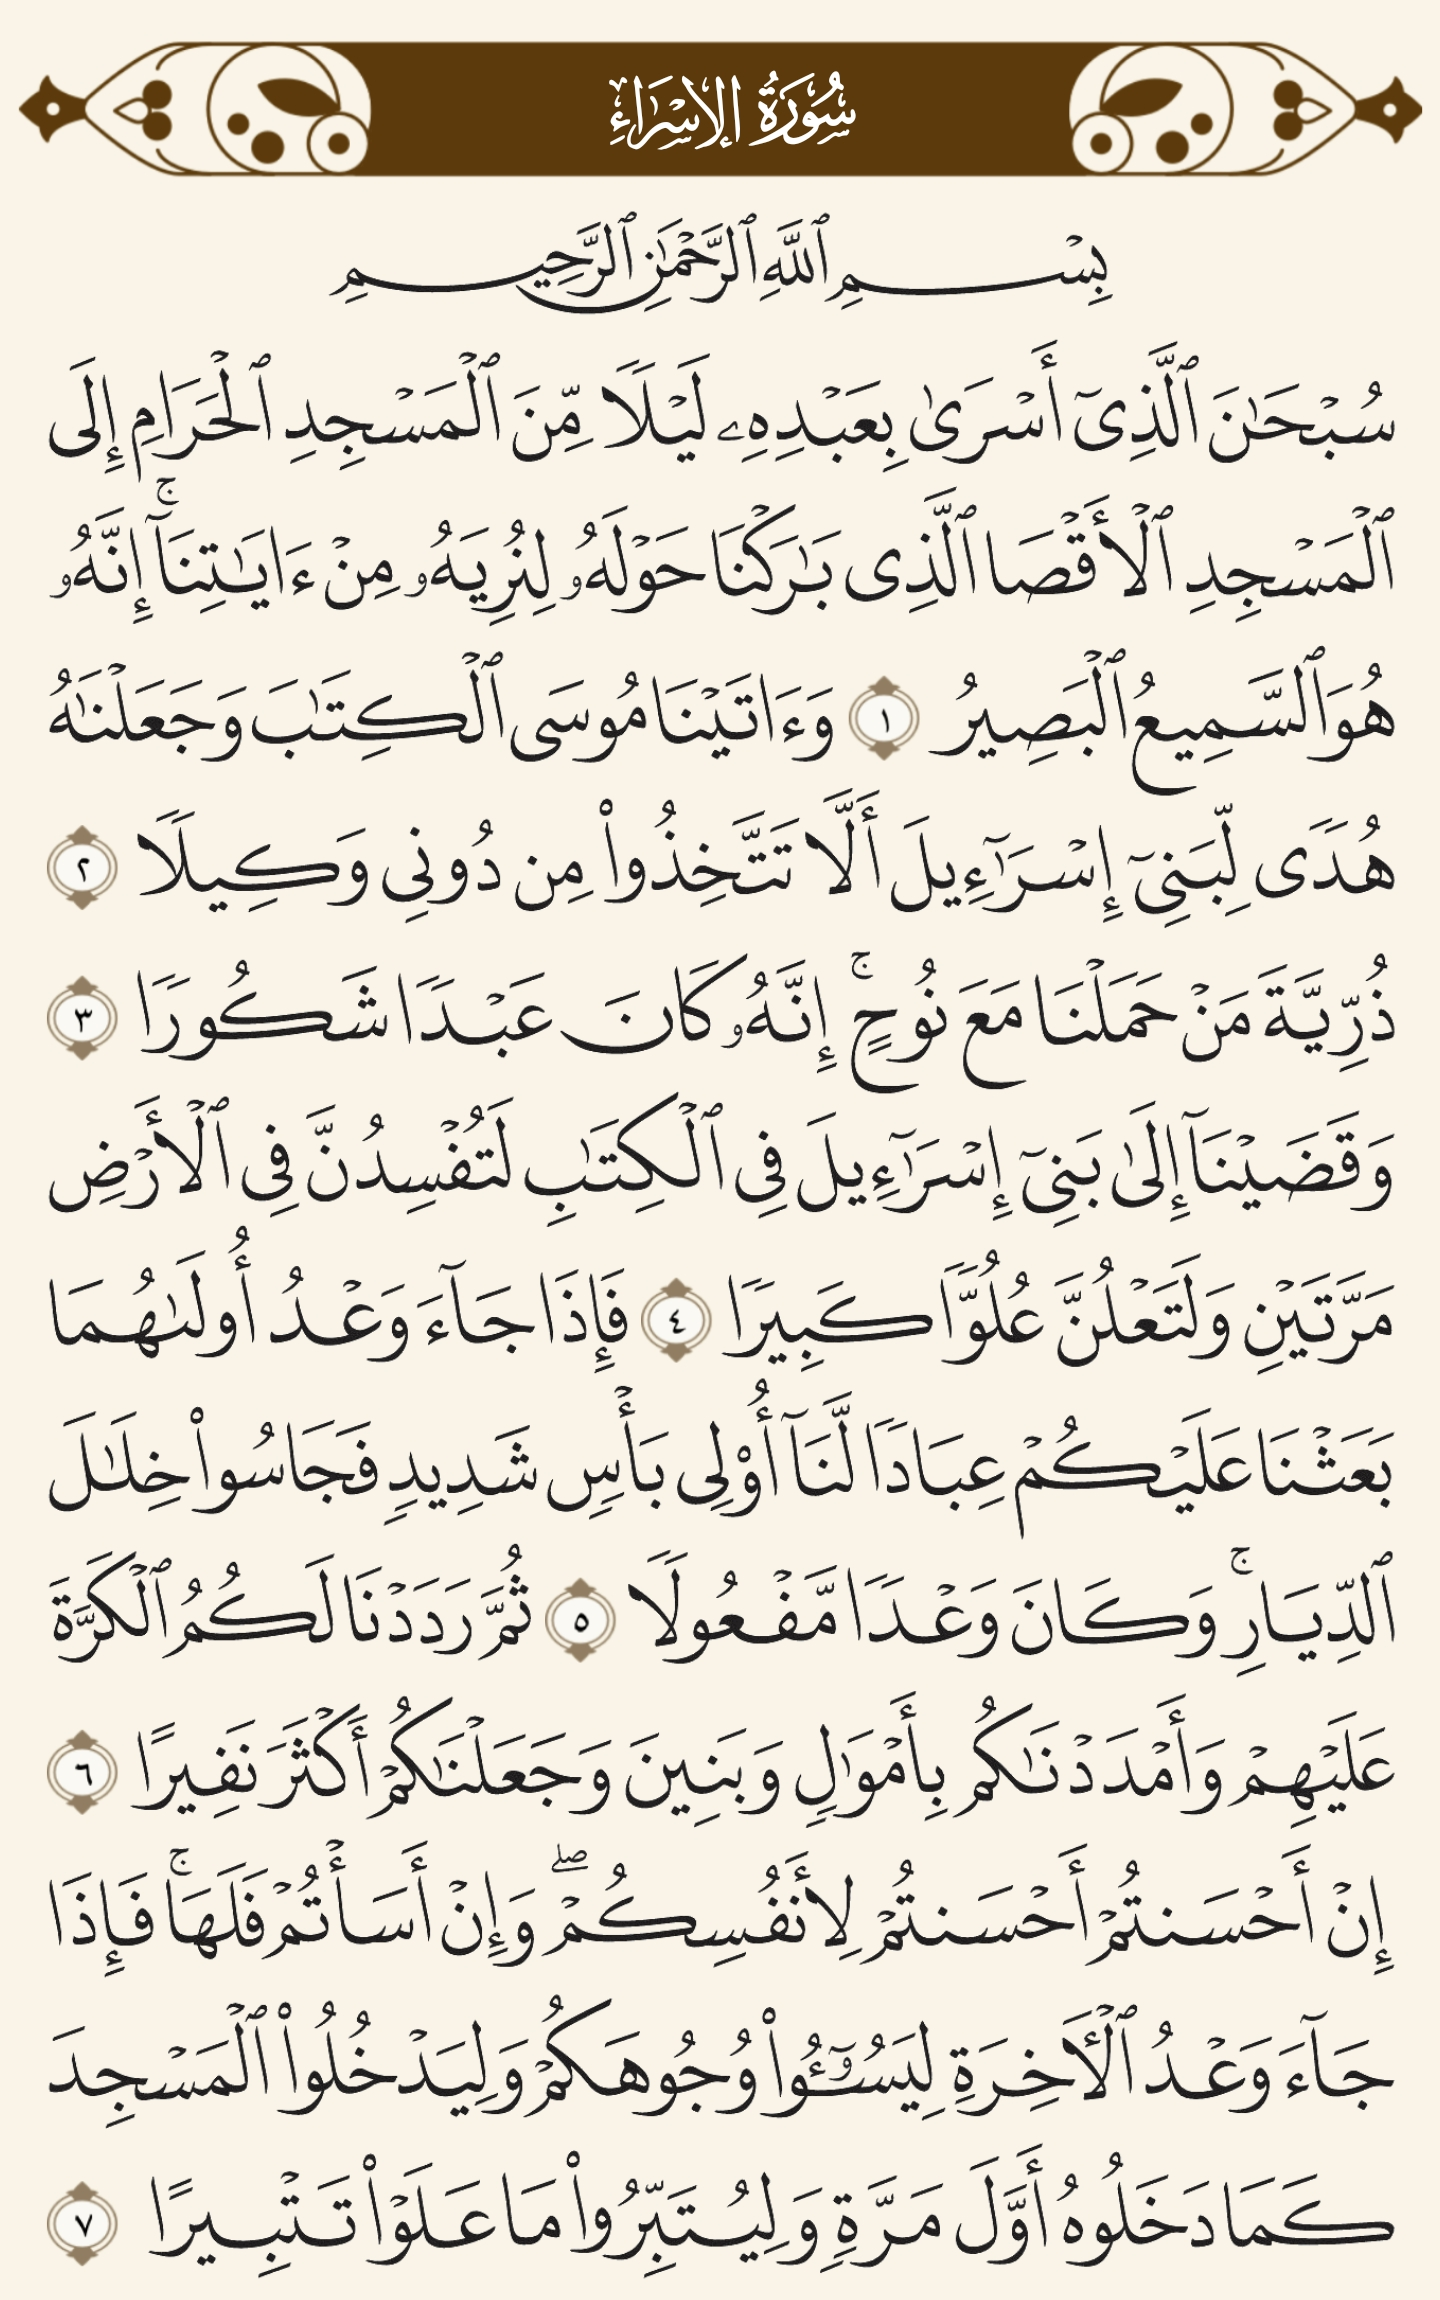 سُورَةُ الإِسْرَاءِ
بِسْمِ ٱللَّهِ ٱلرَّحْمَٰنِ ٱلرَّحِيمِ
سُبْحَٰنَ ٱلَّذِىٓ أَسْرَىٰ بِعَبْدِهِۦ لَيْلًا مِّنَ ٱلْمَسْجِدِ ٱلْحَرَامِ إِلَى
ٱلْمَسْجِدِ ٱلْأَقْصَا ٱلَّذِى بَٰرَكْنَا حَوْلَهُۥ لِنُرِيَهُۥ مِنْ ءَايَٰتِنَآ ۚ إِنَّهُۥ
هُوَ ٱلسَّمِيعُ ٱلْبَصِيرُ ١ وَءَاتَيْنَا مُوسَى ٱلْكِتَٰبَ وَجَعَلْنَٰهُ
هُدًى لِّبَنِىٓ إِسْرَٰٓءِيلَ أَلَّا تَتَّخِذُوا۟ مِن دُونِى وَكِيلًا ٢
ذُرِّيَّةَ مَنْ حَمَلْنَا مَعَ نُوحٍ ۚ إِنَّهُۥ كَانَ عَبْدًا شَكُورًا ٣
وَقَضَيْنَآ إِلَىٰ بَنِىٓ إِسْرَٰٓءِيلَ فِى ٱلْكِتَٰبِ لَتُفْسِدُنَّ فِى ٱلْأَرْضِ
مَرَّتَيْنِ وَلَتَعْلُنَّ عُلُوًّا كَبِيرًا ٤ فَإِذَا جَآءَ وَعْدُ أُولَىٰهُمَا
بَعَثْنَا عَلَيْكُمْ عِبَادًا لَّنَآ أُو۟لِى بَأْسٍ شَدِيدٍ فَجَاسُوا۟ خِلَٰلَ
ٱلدِّيَارِ ۚ وَكَانَ وَعْدًا مَّفْعُولًا ٥ ثُمَّ رَدَدْنَا لَكُمُ ٱلْكَرَّةَ
عَلَيْهِمْ وَأَمْدَدْنَٰكُم بِأَمْوَٰلٍ وَبَنِينَ وَجَعَلْنَٰكُمْ أَكْثَرَ نَفِيرًا ٦
إِنْ أَحْسَنتُمْ أَحْسَنتُمْ لِأَنفُسِكُمْ ۖ وَإِنْ أَسَأْتُمْ فَلَهَا ۚ فَإِذَا
جَآءَ وَعْدُ ٱلْـَٔاخِرَةِ لِيَسُـۥٓـُٔوا۟ وُجُوهَكُمْ وَلِيَدْخُلُوا۟ ٱلْمَسْجِدَ
كَمَا دَخَلُوهُ أَوَّلَ مَرَّةٍ وَلِيُتَبِّرُوا۟ مَا عَلَوْا۟ تَتْبِيرًا ٧